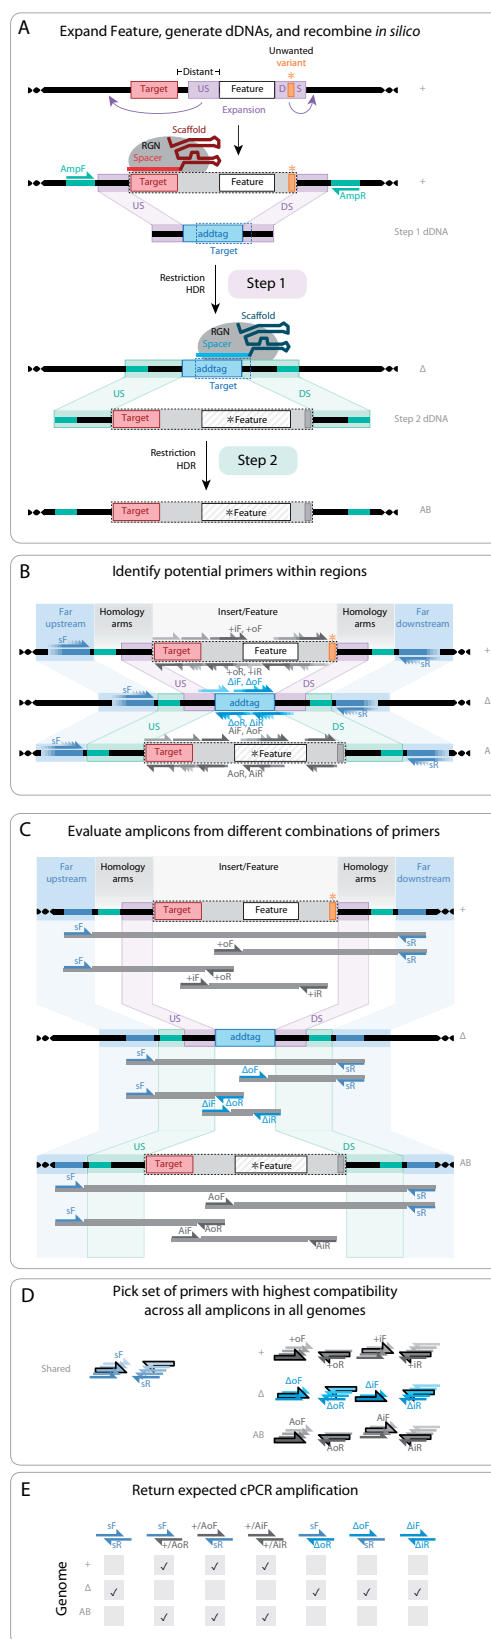 A
Expand Feature, generate dDNAs, and recombine in silico
Unwanted
variant
Distant
*
Target
US
Feature
D
S
+
Expansion
Scaffold
RGN
Spacer
AmpF
*
Target
Feature
+
AmpR
US
DS
addtag
Step 1 dDNA
Target
Restriction
HDR
Step 1
Scaffold
RGN
Spacer
addtag
Δ
Target
US
DS
Target
*Feature
Step 2 dDNA
Restriction
HDR
Step 2
Target
*Feature
AB
B
Identify potential primers within regions
Far
upstream
Homology
arms
Insert/Feature
Homology
arms
Far
downstream
sF
+iF, +oF
*
Target
Feature
+
sR
+oR, +iR
US
ΔiF, ΔoF
DS
sF
addtag
Δ
sR
ΔoR, ΔiR
US
AiF, AoF
DS
sF
Target
*Feature
A
sR
AoR, AiR
C
Evaluate amplicons from different combinations of primers
Far
upstream
Homology
arms
Insert/Feature
Homology
arms
Far
downstream
*
Target
Feature
+
sF
sR
+oF
sR
sF
+oR
+iF
+iR
US
DS
addtag
Δ
sF
sR
ΔoF
sR
sF
ΔoR
ΔiF
ΔiR
US
DS
Target
*Feature
AB
sF
sR
AoF
sR
sF
AoR
AiF
AiR
D
Pick set of primers with highest compatibility
across all amplicons in all genomes
Shared
sF
sR
+
+oF
+oR
+iF
+iR
Δ
ΔoF
ΔoR
ΔiF
ΔiR
AB
AoF
AoR
AiF
AiR
E
Return expected cPCR amplification
sF sF +/AoF +/AiF sF ΔoF ΔiF
sR +/AoR sR +/AiR ΔoR sR ΔiR
Genome
+ ✓ ✓ ✓
Δ ✓ ✓ ✓ ✓
AB ✓ ✓ ✓